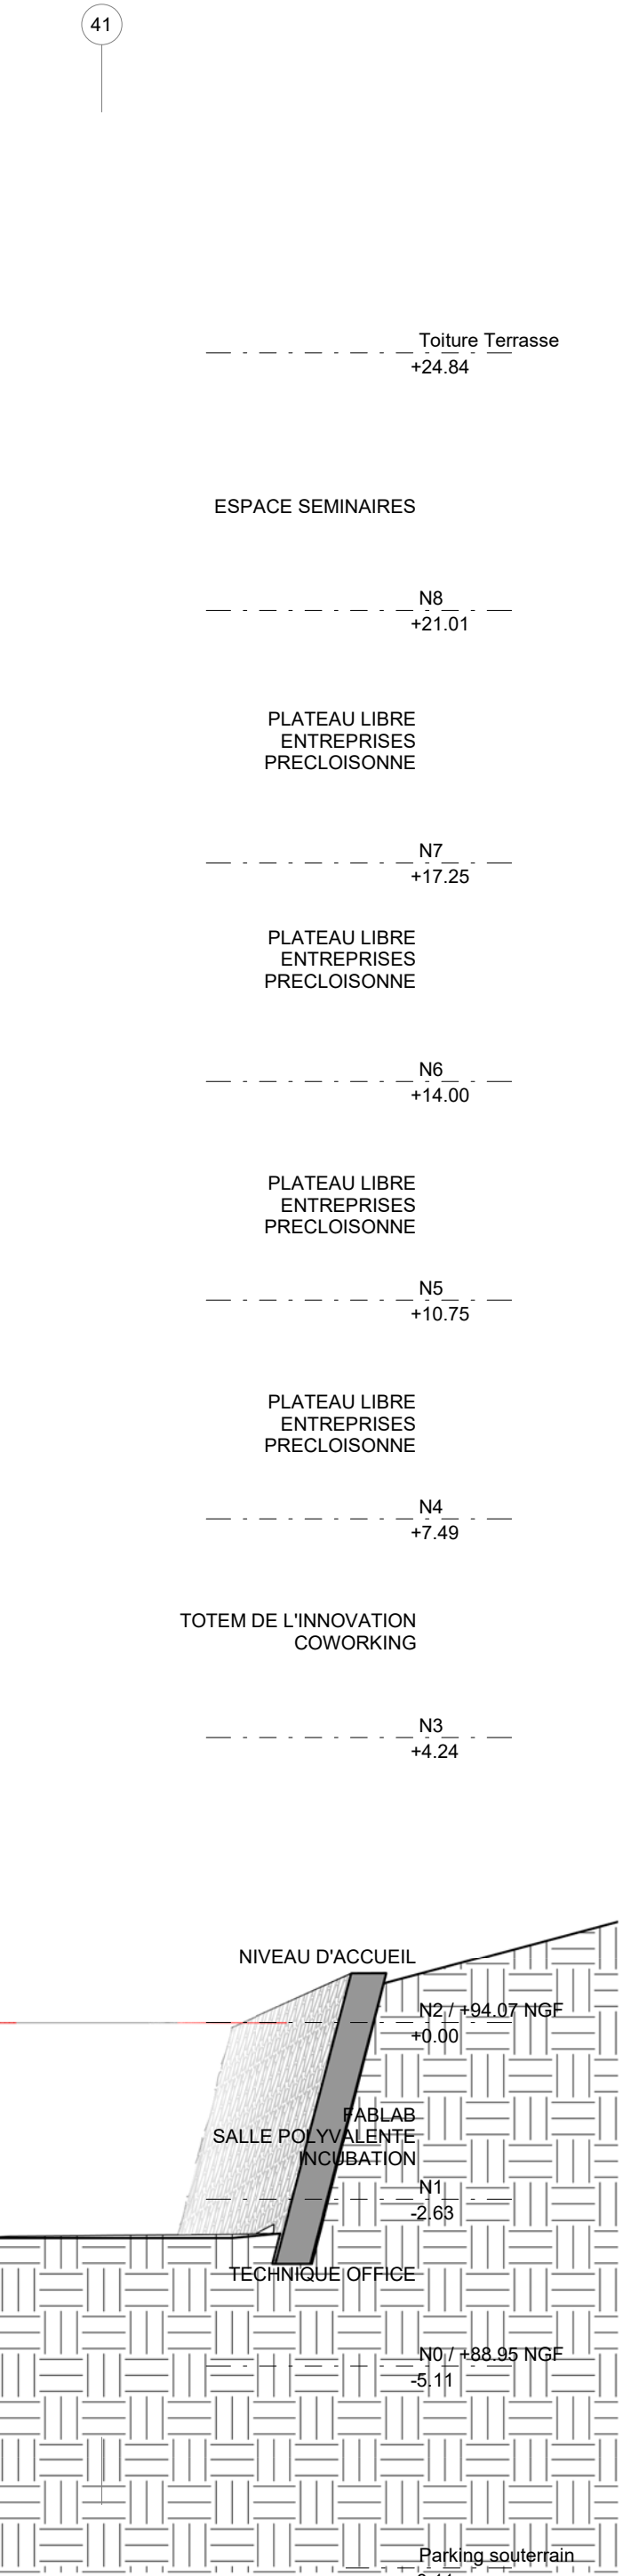 41
Toiture Terrasse
+24.84
ESPACE SEMINAIRES
N8
+21.01
PLATEAU LIBRE
ENTREPRISES
PRECLOISONNE
N7
+17.25
PLATEAU LIBRE
ENTREPRISES
PRECLOISONNE
N6
+14.00
PLATEAU LIBRE
ENTREPRISES
PRECLOISONNE
N5
+10.75
PLATEAU LIBRE
ENTREPRISES
PRECLOISONNE
N4
+7.49
TOTEM DE L'INNOVATION
COWORKING
N3
+4.24
NIVEAU D'ACCUEIL
N2 / +94.07 NGF
+0.00
FABLAB
SALLE POLYVALENTE
INCUBATION
N1
-2.63
TECHNIQUE OFFICE
N0 / +88.95 NGF
-5.11
Parking souterrain